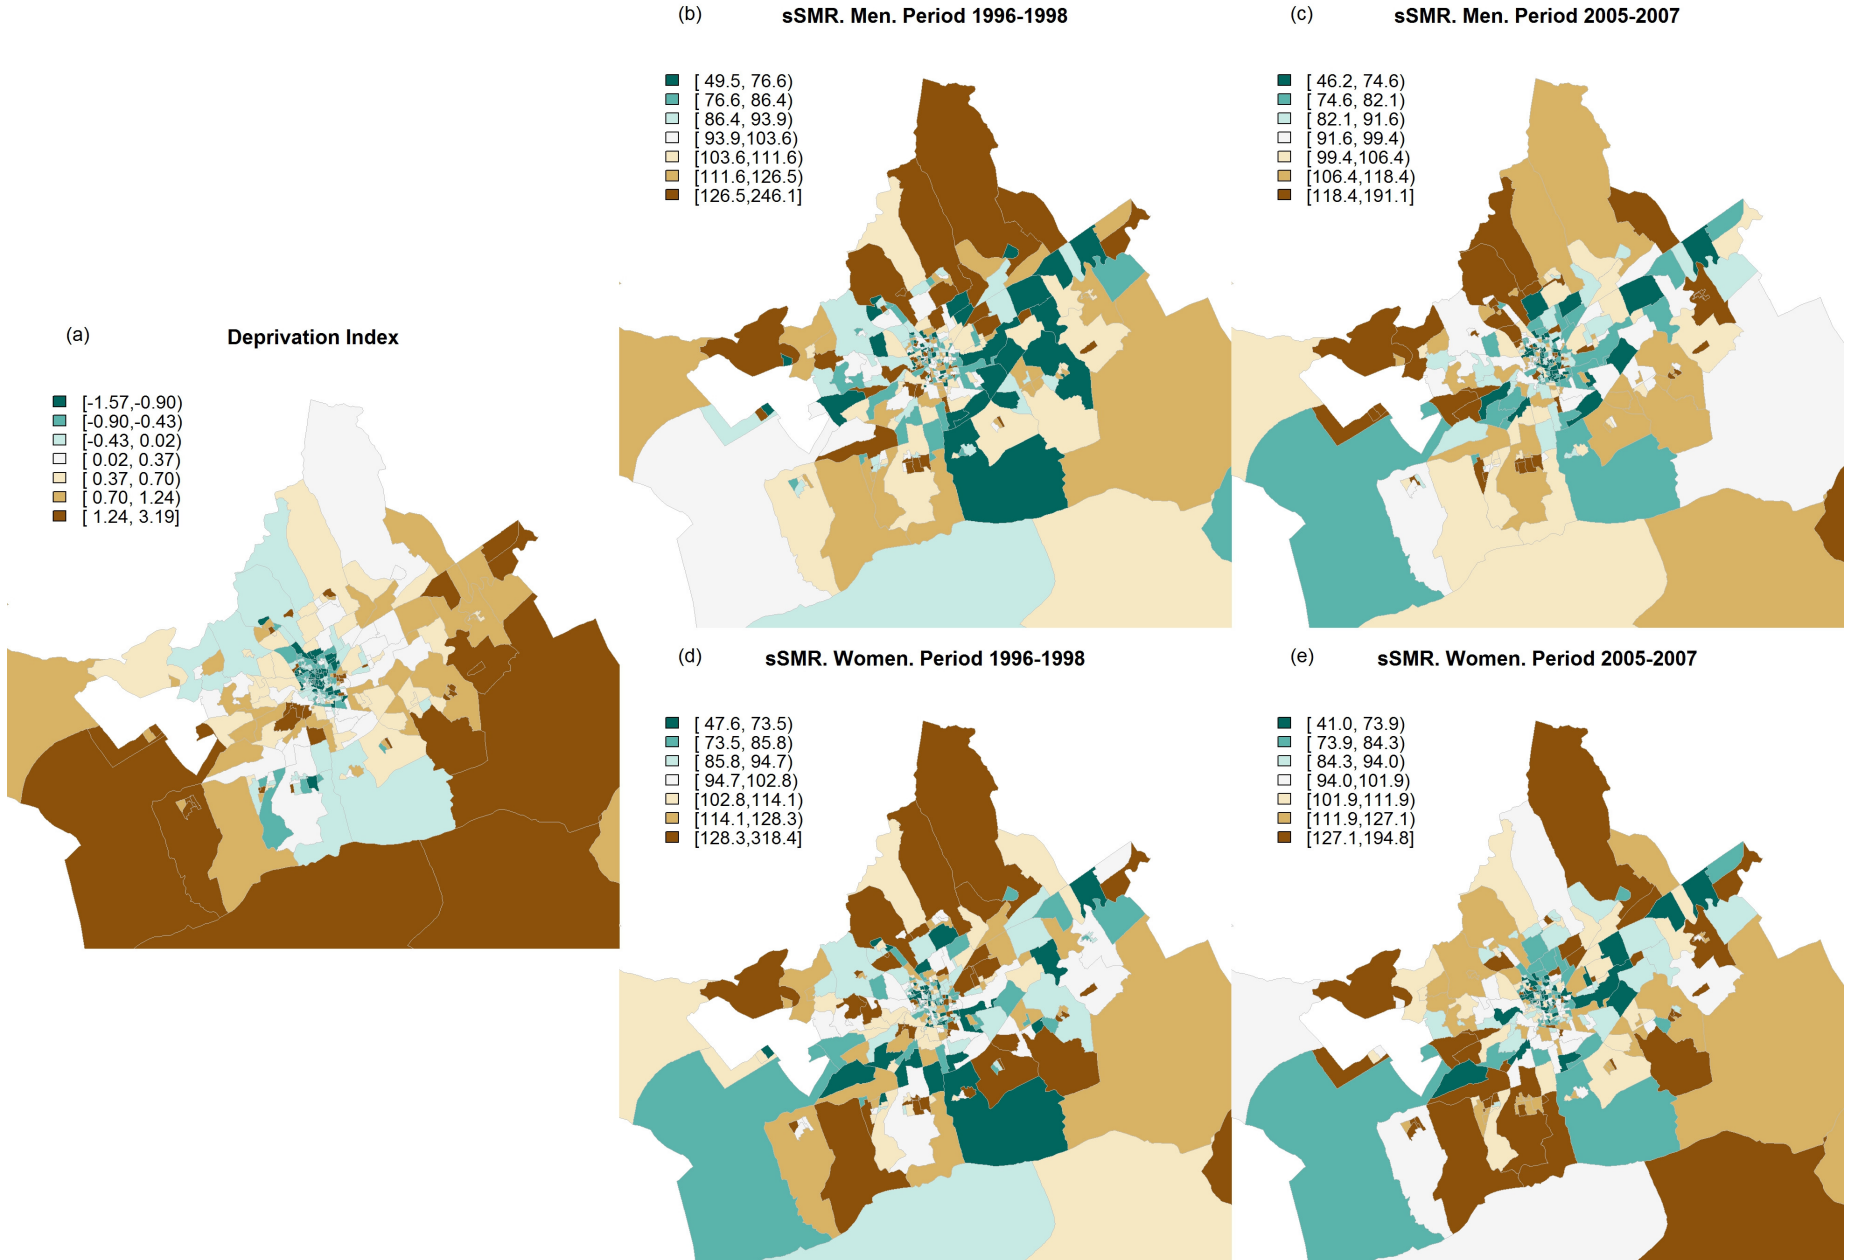 (a) Deprivation Index
[-1.57,-0.90)
[-0.90,-0.43)
[-0.43, 0.02)
[ 0.02, 0.37)
[ 0.37, 0.70)
[ 0.70, 1.24)
[ 1.24, 3.19]
(b) sSMR. Men. Period 1996-1998
[ 49.5, 76.6)
[ 76.6, 86.4)
[ 86.4, 93.9)
[ 93.9,103.6)
[103.6,111.6)
[111.6,126.5)
[126.5,246.1]
(c) sSMR. Men. Period 2005-2007
[ 46.2, 74.6)
[ 74.6, 82.1)
[ 82.1, 91.6)
[ 91.6, 99.4)
[ 99.4,106.4)
[106.4,118.4)
[118.4,191.1]
(d) sSMR. Women. Period 1996-1998
[ 47.6, 73.5)
[ 73.5, 85.8)
[ 85.8, 94.7)
[ 94.7,102.8)
[102.8,114.1)
[114.1,128.3)
[128.3,318.4]
(e) sSMR. Women. Period 2005-2007
[ 41.0, 73.9)
[ 73.9, 84.3)
[ 84.3, 94.0)
[ 94.0,101.9)
[101.9,111.9)
[111.9,127.1)
[127.1,194.8]